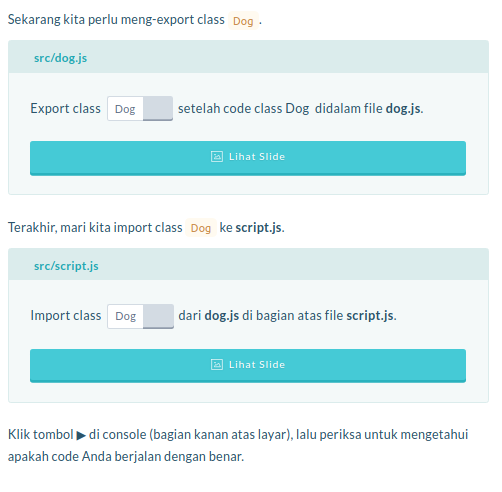 Sekarang kita perlu meng-export class Dog .
src/dog.js
Export class Dog setelah code class Dog didalam file dog.js.
Lihat Slide
Terakhir, mari kita import class Dog ke script.js.
src/script.js
Import class Dog dari dog.js di bagian atas file script.js.
Lihat Slide
Klik tombol ▶ di console (bagian kanan atas layar), lalu periksa untuk mengetahui
apakah code Anda berjalan dengan benar.